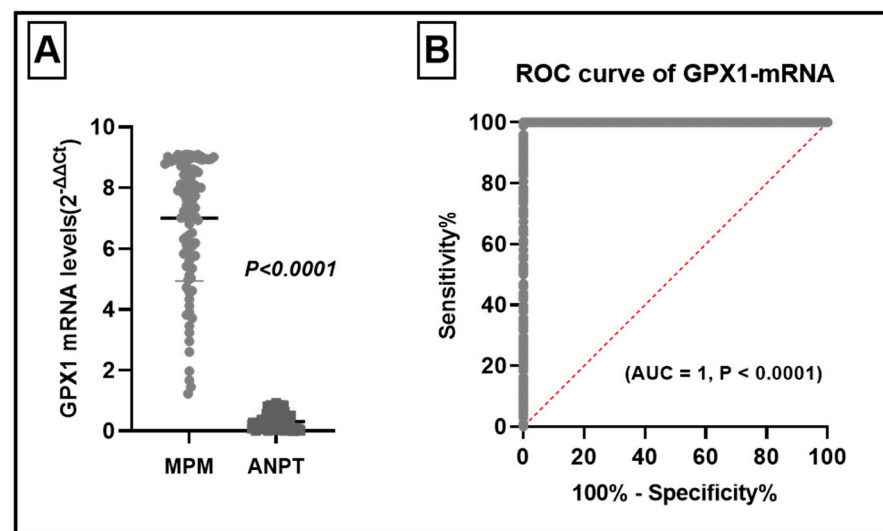 A
GPX1 mRNA levels(2^-ΔΔCt)
10
8
6
4
2
0
P<0.0001
MPM
ANPT
B
ROC curve of GPX1-mRNA
Sensitivity%
100
80
60
40
20
0
(AUC = 1, P < 0.0001)
0 20 40 60 80 100
100% - Specificity%